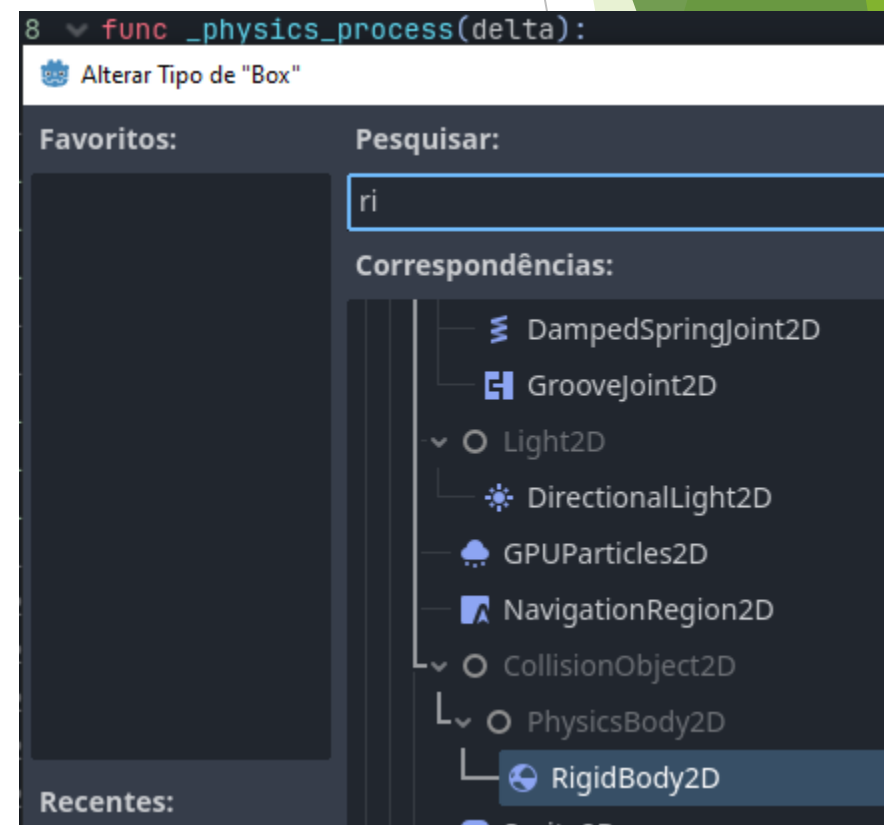 8 func _physics_process(delta):
Alterar Tipo de "Box"
Favoritos:
Pesquisar:
ri
Correspondências:
DampedSpringJoint2D
GrooveJoint2D
Light2D
DirectionalLight2D
GPUParticles2D
NavigationRegion2D
CollisionObject2D
PhysicsBody2D
RigidBody2D
Recentes: